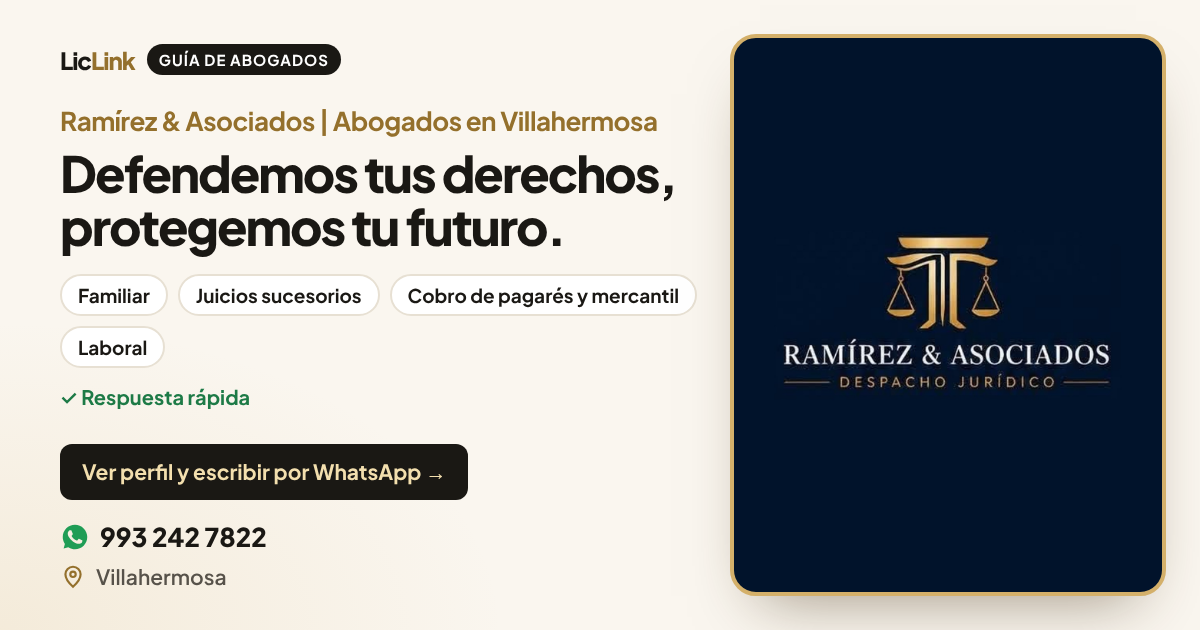 LicLink GUÍA DE ABOGADOS
Ramírez & Asociados | Abogados en Villahermosa
Defendemos tus derechos,
protegemos tu futuro.
Familiar Juicios sucesorios Cobro de pagarés y mercantil
Laboral
✓ Respuesta rápida
Ver perfil y escribir por WhatsApp →
993 242 7822
Villahermosa
RAMÍREZ & ASOCIADOS
DESPACHO JURÍDICO